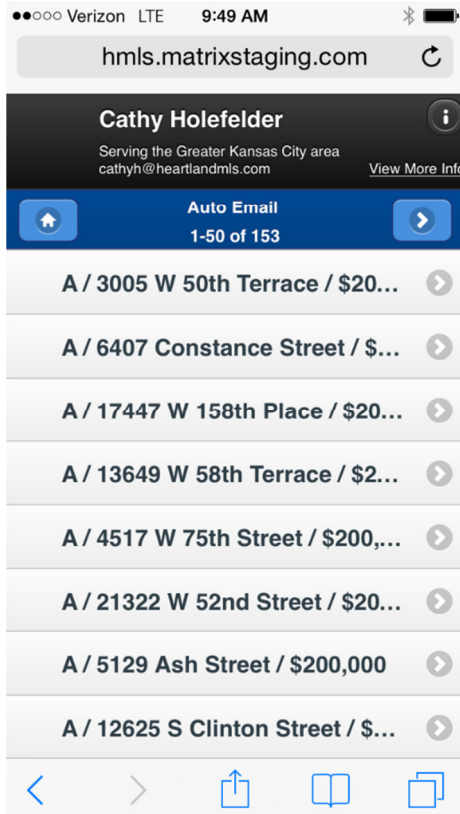 Verizon LTE 9:49 AM
hmls.matrixstaging.com
Cathy Holefelder
Serving the Greater Kansas City area
cathyh@heartlandmls.com
View More Info
Auto Email
1-50 of 153
A / 3005 W 50th Terrace / $20...
A / 6407 Constance Street / $...
A / 17447 W 158th Place / $20...
A / 13649 W 58th Terrace / $2...
A / 4517 W 75th Street / $200,...
A / 21322 W 52nd Street / $20...
A / 5129 Ash Street / $200,000
A / 12625 S Clinton Street / $...